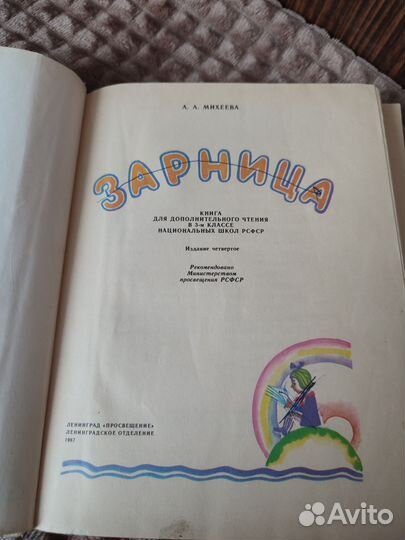 А. А. МИХЕЕВА
ЗАРНИЦА
КНИГА
ДЛЯ ДОПОЛНИТЕЛЬНОГО ЧТЕНИЯ
В 3-м КЛАССЕ
НАЦИОНАЛЬНЫХ ШКОЛ РСФСР
Издание четвертое
Рекомендовано
Министерством
просвещения РСФСР
ЛЕНИНГРАД «ПРОСВЕЩЕНИЕ»
ЛЕНИНГРАДСКОЕ ОТДЕЛЕНИЕ
1987
Avito